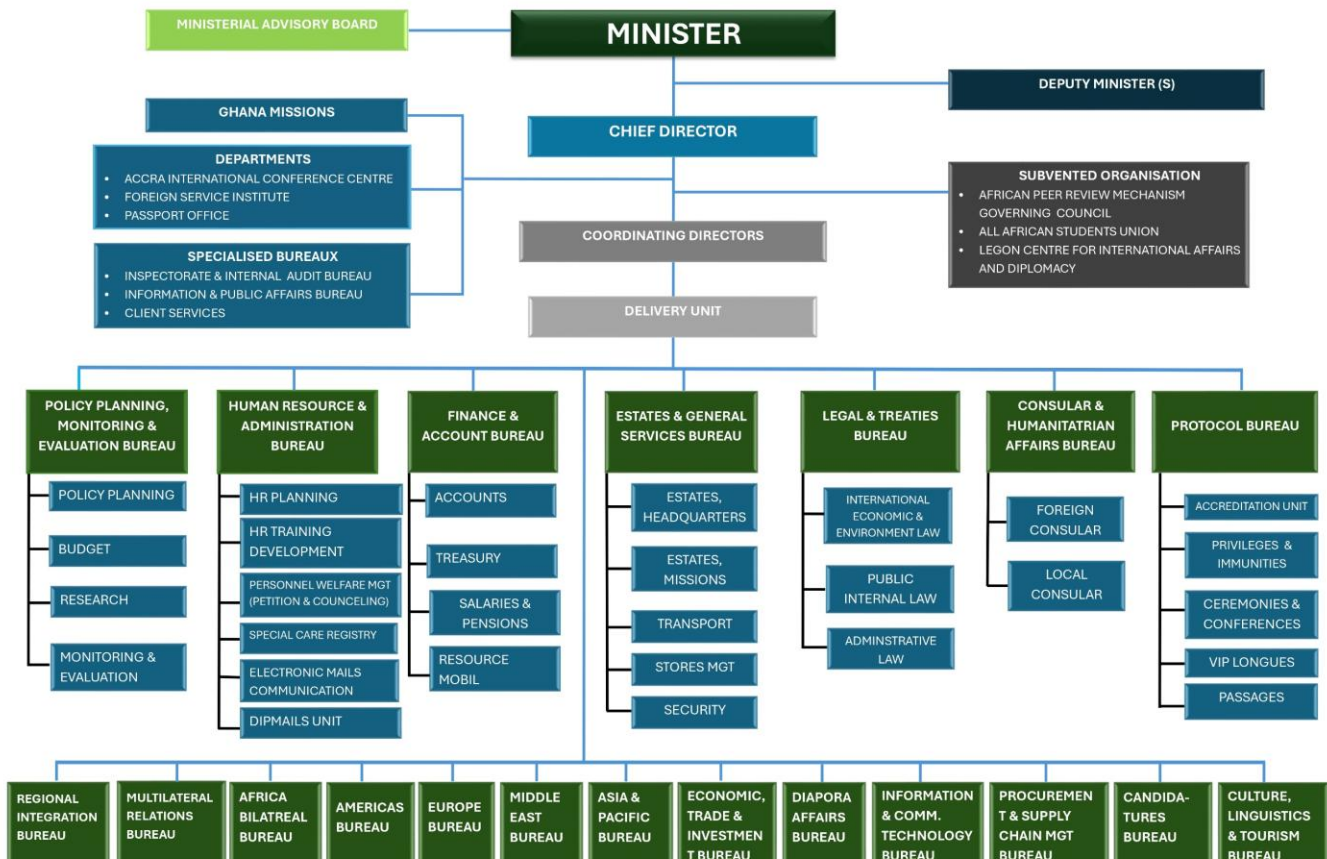 MINISTERIAL ADVISORY BOARD
MINISTER
DEPUTY MINISTER (S)
GHANA MISSIONS
CHIEF DIRECTOR
DEPARTMENTS
• ACCRA INTERNATIONAL CONFERENCE CENTRE
• FOREIGN SERVICE INSTITUTE
• PASSPORT OFFICE
SUBVENTED ORGANISATION
• AFRICAN PEER REVIEW MECHANISM
GOVERNING COUNCIL
• ALL AFRICAN STUDENTS UNION
• LEGON CENTRE FOR INTERNATIONAL AFFAIRS
AND DIPLOMACY
COORDINATING DIRECTORS
SPECIALISED BUREAUX
• INSPECTORATE & INTERNAL AUDIT BUREAU
• INFORMATION & PUBLIC AFFAIRS BUREAU
• CLIENT SERVICES
DELIVERY UNIT
POLICY PLANNING,
MONITORING &
EVALUATION BUREAU
POLICY PLANNING
BUDGET
RESEARCH
MONITORING &
EVALUATION
HUMAN RESOURCE &
ADMINISTRATION
BUREAU
HR PLANNING
HR TRAINING
DEVELOPMENT
PERSONNEL WELFARE MGT
(PETITION & COUNCELING)
SPECIAL CARE REGISTRY
ELECTRONIC MAILS
COMMUNICATION
DIPMAILS UNIT
FINANCE &
ACCOUNT BUREAU
ACCOUNTS
TREASURY
SALARIES &
PENSIONS
RESOURCE
MOBIL
ESTATES & GENERAL
SERVICES BUREAU
ESTATES,
HEADQUARTERS
ESTATES,
MISSIONS
TRANSPORT
STORES MGT
SECURITY
LEGAL & TREATIES
BUREAU
INTERNATIONAL
ECONOMIC &
ENVIRONMENT LAW
PUBLIC
INTERNAL LAW
ADMINSTRATIVE
LAW
CONSULAR &
HUMANITATRIAN
AFFAIRS BUREAU
FOREIGN
CONSULAR
LOCAL
CONSULAR
PROTOCOL BUREAU
ACCREDITATION UNIT
PRIVILEGES &
IMMUNITIES
CEREMONIES &
CONFERENCES
VIP LONGUES
PASSAGES
REGIONAL
INTEGRATION
BUREAU
MULTILATERAL
RELATIONS
BUREAU
AFRICA
BILATREAL
BUREAU
AMERICAS
BUREAU
EUROPE
BUREAU
MIDDLE
EAST
BUREAU
ASIA &
PACIFIC
BUREAU
ECONOMIC,
TRADE &
INVESTMEN
T BUREAU
DIAPORA
AFFAIRS
BUREAU
INFORMATION
& COMM.
TECHNOLOGY
BUREAU
PROCUREMEN
T & SUPPLY
CHAIN MGT
BUREAU
CANDIDA-
TURES
BUREAU
CULTURE,
LINGUISTICS
& TOURISM
BUREAU